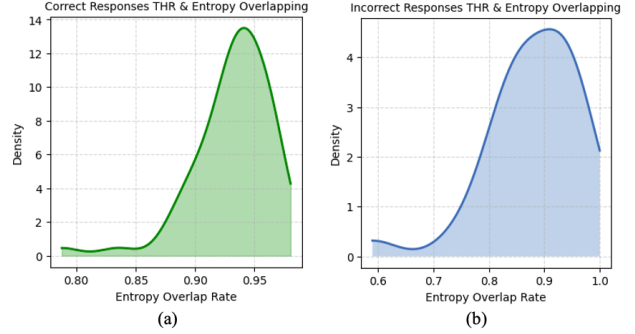 Correct Responses THR & Entropy Overlapping
14
12
10
8
6
4
2
0
Density
0.80 0.85 0.90 0.95
Entropy Overlap Rate
(a)
Incorrect Responses THR & Entropy Overlapping
4
3
2
1
0
Density
0.6 0.7 0.8 0.9 1.0
Entropy Overlap Rate
(b)